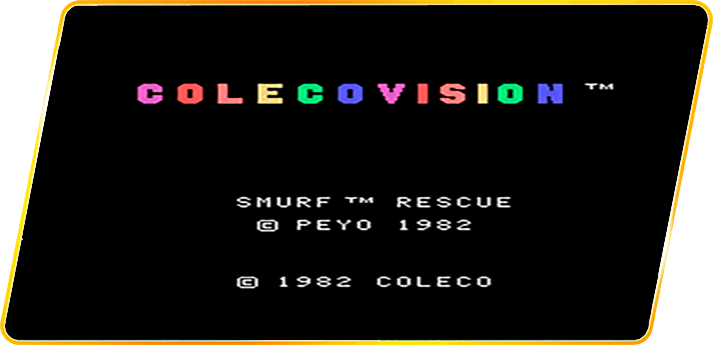 COLECOVISION ™
SMURF ™ RESCUE
© PEYO 1982
© 1982 COLECO